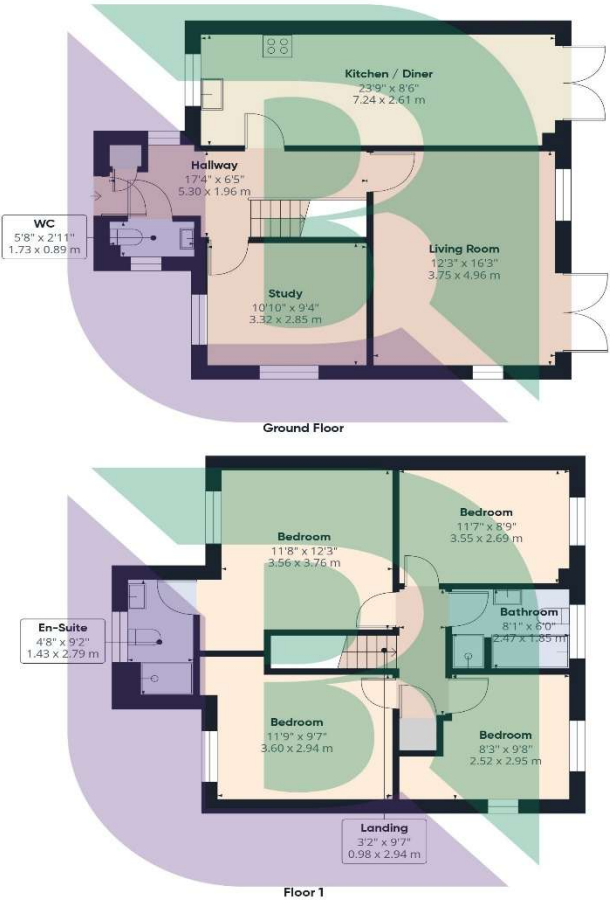 Kitchen / Diner
23'9" x 8'6"
7.24 x 2.61 m
Hallway
17'4" x 6'5"
5.30 x 1.96 m
WC
5'8" x 2'11"
1.73 x 0.89 m
Living Room
12'3" x 16'3"
3.75 x 4.96 m
Study
10'10" x 9'4"
3.32 x 2.85 m
Ground Floor
Bedroom
11'7" x 8'9"
3.55 x 2.69 m
Bedroom
11'8" x 12'3"
3.56 x 3.76 m
Bathroom
8'1" x 6'0"
2.47 x 1.85 m
En-Suite
4'8" x 9'2"
1.43 x 2.79 m
Bedroom
11'9" x 9'7"
3.60 x 2.94 m
Bedroom
8'3" x 9'8"
2.52 x 2.95 m
Landing
3'2" x 9'7"
0.98 x 2.94 m
Floor 1